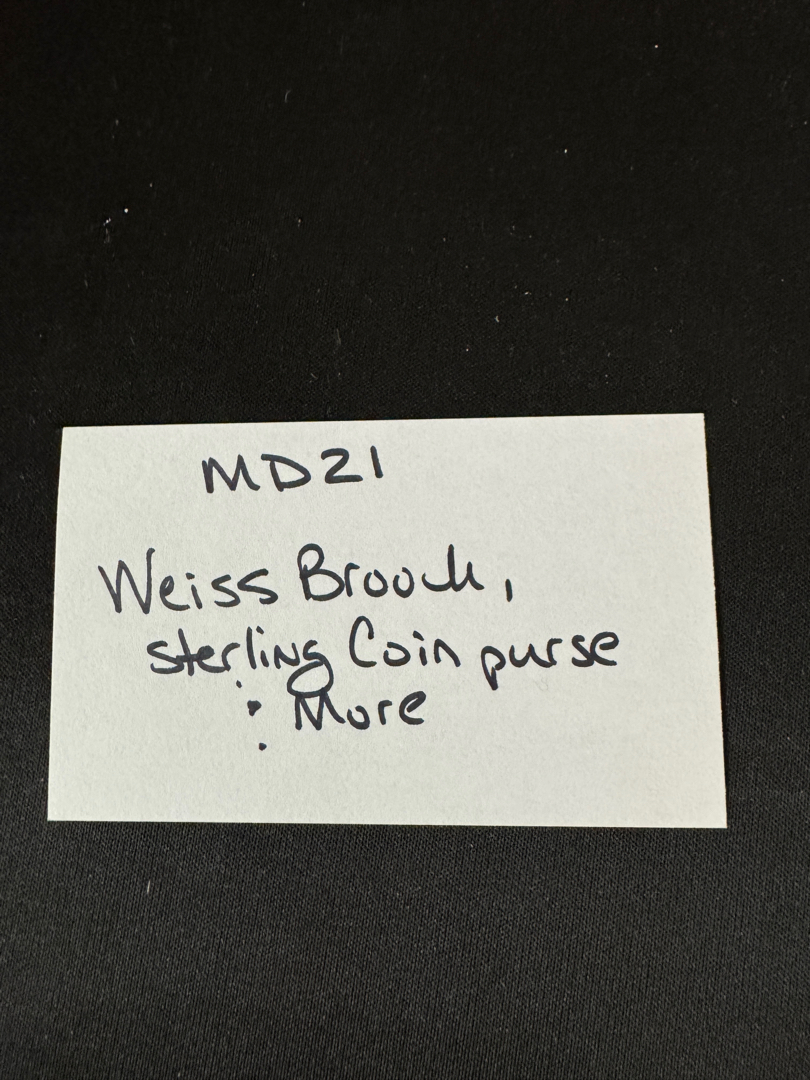 MD21
Weiss Brooch,
sterling Coin purse
: More